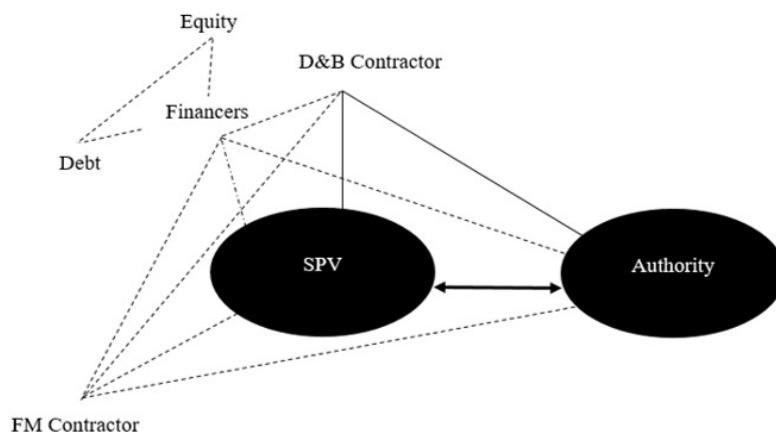 Equity
D&B Contractor
Financers
Debt
SPV
Authority
FM Contractor